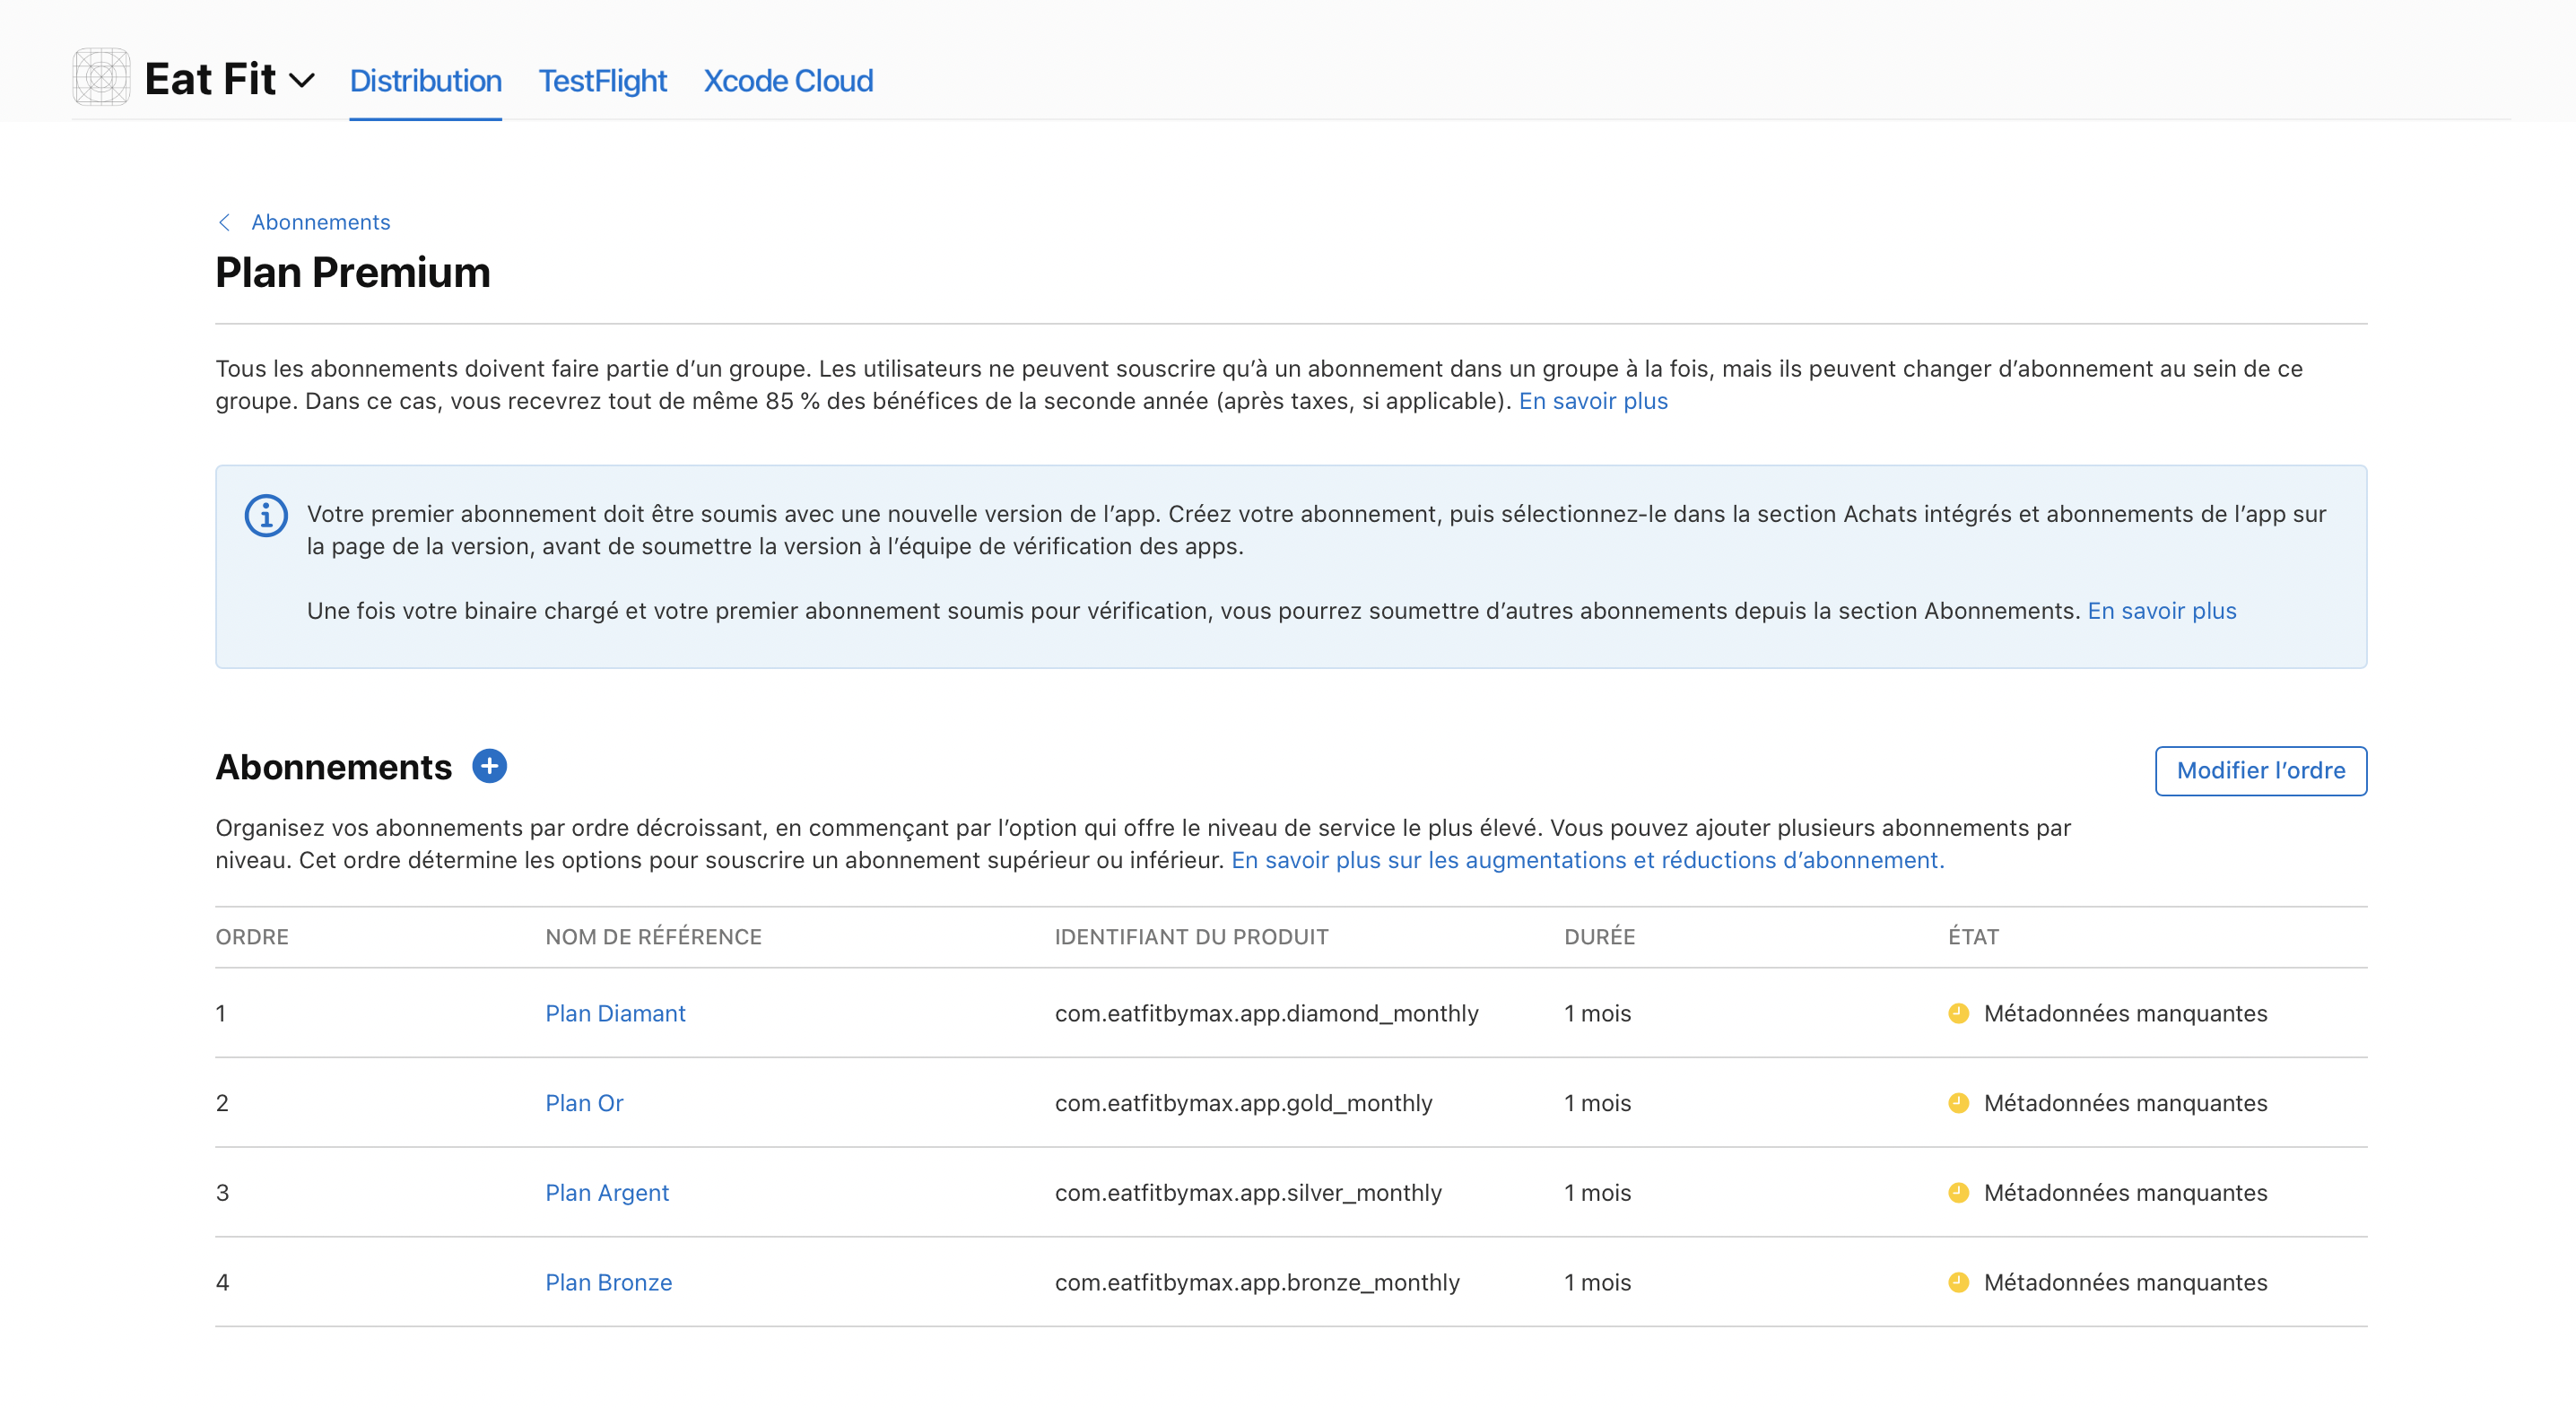 Eat Fit
Distribution
TestFlight
Xcode Cloud
Abonnements
Plan Premium
Tous les abonnements doivent faire partie d’un groupe. Les utilisateurs ne peuvent souscrire qu’à un abonnement dans un groupe à la fois, mais ils peuvent changer d’abonnement au sein de ce
groupe. Dans ce cas, vous recevrez tout de même 85 % des bénéfices de la seconde année (après taxes, si applicable). En savoir plus
Votre premier abonnement doit être soumis avec une nouvelle version de l’app. Créez votre abonnement, puis sélectionnez-le dans la section Achats intégrés et abonnements de l’app sur
la page de la version, avant de soumettre la version à l’équipe de vérification des apps.
Une fois votre binaire chargé et votre premier abonnement soumis pour vérification, vous pourrez soumettre d’autres abonnements depuis la section Abonnements. En savoir plus
Abonnements
Modifier l’ordre
Organisez vos abonnements par ordre décroissant, en commençant par l’option qui offre le niveau de service le plus élevé. Vous pouvez ajouter plusieurs abonnements par
niveau. Cet ordre détermine les options pour souscrire un abonnement supérieur ou inférieur. En savoir plus sur les augmentations et réductions d’abonnement.
ORDRE NOM DE RÉFÉRENCE IDENTIFIANT DU PRODUIT DURÉE ÉTAT
1 Plan Diamant com.eatfitbymax.app.diamond_monthly 1 mois Métadonnées manquantes
2 Plan Or com.eatfitbymax.app.gold_monthly 1 mois Métadonnées manquantes
3 Plan Argent com.eatfitbymax.app.silver_monthly 1 mois Métadonnées manquantes
4 Plan Bronze com.eatfitbymax.app.bronze_monthly 1 mois Métadonnées manquantes